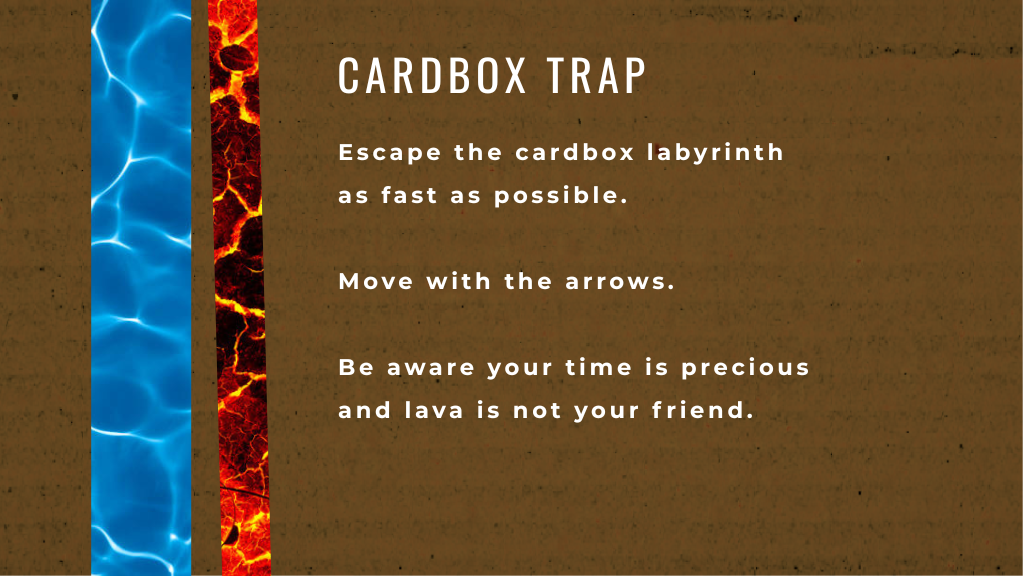 CARDBOX TRAP
Escape the cardbox labyrinth
as fast as possible.
Move with the arrows.
Be aware your time is precious
and lava is not your friend.